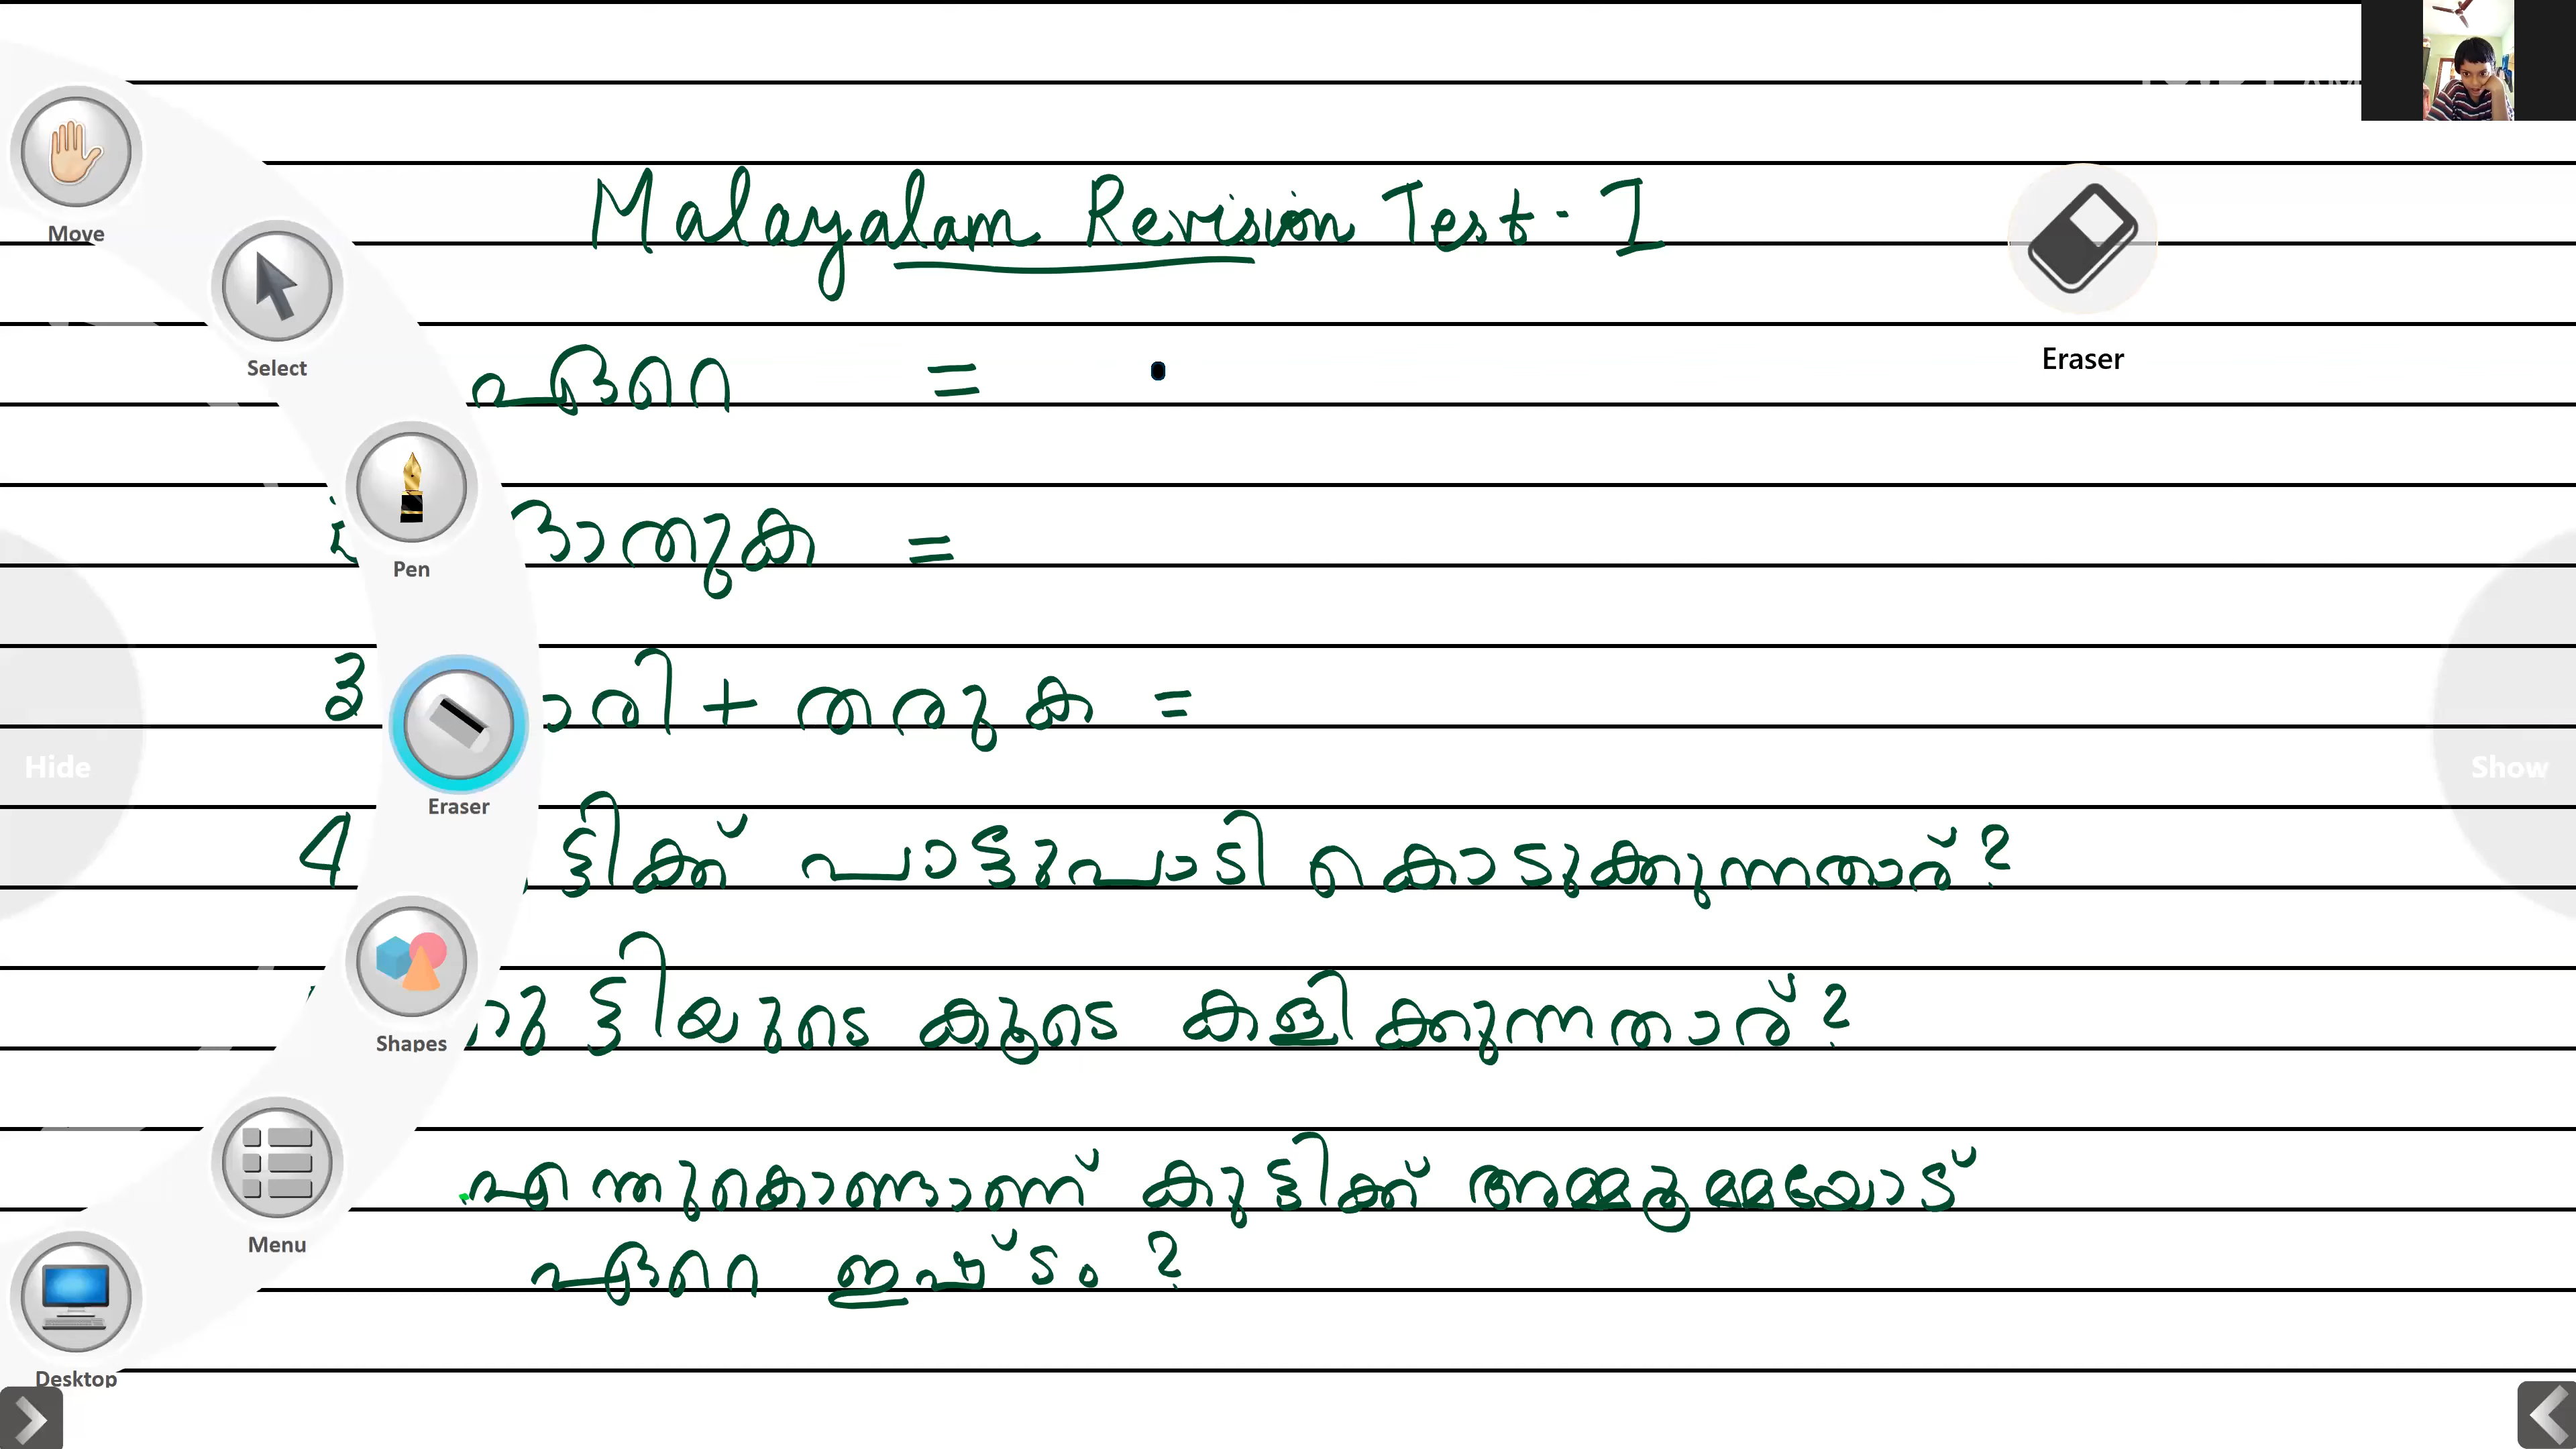 Malayalam Revision Test - I
Move
Select
Eraser
ഏറെ =
Pen
കുക =
3 + തരുക =
Hide
Show
Eraser
4 ട്ടിക്ക് പാട്ടുപാടി കൊടുക്കുന്നതാര്?
Shapes
ട്ടിയുടെ കൂടെ കളിക്കുന്നതാര്?
Menu
എന്തുകൊണ്ടാണ് കുട്ടിക്ക് അമ്മൂമ്മയോട്
ഏറെ ഇഷ്ടം?
Desktop